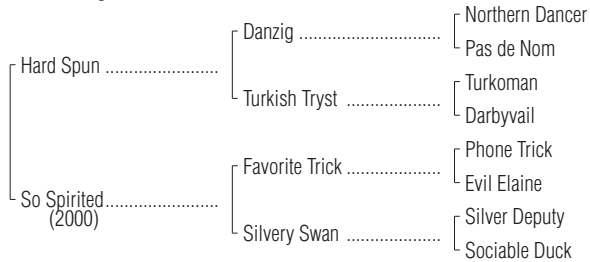 Northern Dancer
Danzig ..............................
Pas de Nom
Hard Spun ........................
Turkoman
Turkish Tryst ....................
Darbyvail
Phone Trick
Favorite Trick ....................
Evil Elaine
So Spirited........................
(2000)
Silver Deputy
Silvery Swan ....................
Sociable Duck